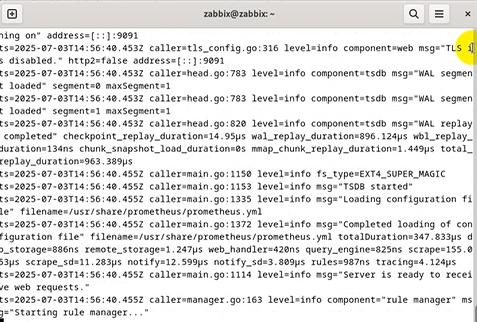 zabbix@zabbix: ~
ning on" address=[::]:9091
ts=2025-07-03T14:56:40.453Z caller=tls_config.go:316 level=info component=web msg="TLS i
s disabled." http2=false address=[::]:9091
ts=2025-07-03T14:56:40.453Z caller=head.go:783 level=info component=tsdb msg="WAL segmen
t loaded" segment=0 maxSegment=1
ts=2025-07-03T14:56:40.453Z caller=head.go:783 level=info component=tsdb msg="WAL segmen
t loaded" segment=1 maxSegment=1
ts=2025-07-03T14:56:40.453Z caller=head.go:820 level=info component=tsdb msg="WAL replay
 completed" checkpoint_replay_duration=14.95µs wal_replay_duration=896.124µs wbl_replay_
duration=134ns chunk_snapshot_load_duration=0s mmap_chunk_replay_duration=1.449µs total_
replay_duration=963.389µs
ts=2025-07-03T14:56:40.455Z caller=main.go:1150 level=info fs_type=EXT4_SUPER_MAGIC
ts=2025-07-03T14:56:40.455Z caller=main.go:1153 level=info msg="TSDB started"
ts=2025-07-03T14:56:40.455Z caller=main.go:1335 level=info msg="Loading configuration fi
le" filename=/usr/share/prometheus/prometheus.yml
ts=2025-07-03T14:56:40.455Z caller=main.go:1372 level=info msg="Completed loading of con
figuration file" filename=/usr/share/prometheus/prometheus.yml totalDuration=347.833µs d
b_storage=886ns remote_storage=1.247µs web_handler=420ns query_engine=825ns scrape=155.0
53µs scrape_sd=11.283µs notify=12.599µs notify_sd=3.809µs rules=987ns tracing=4.124µs
ts=2025-07-03T14:56:40.455Z caller=main.go:1114 level=info msg="Server is ready to recei
ve web requests."
ts=2025-07-03T14:56:40.455Z caller=manager.go:163 level=info component="rule manager" ms
g="Starting rule manager..."